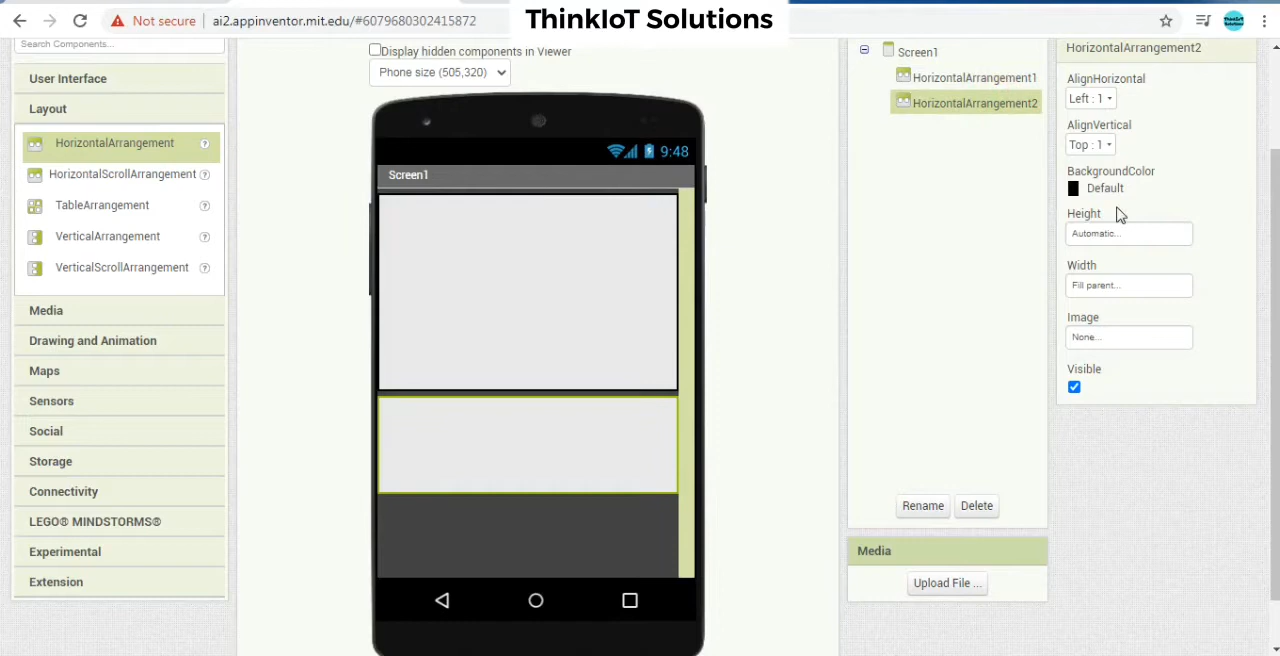 Not secure | ai2.appinventor.mit.edu/#6079680302415872
ThinkIoT Solutions
Search Components...
User Interface
Layout
HorizontalArrangement
HorizontalScrollArrangement
TableArrangement
VerticalArrangement
VerticalScrollArrangement
Media
Drawing and Animation
Maps
Sensors
Social
Storage
Connectivity
LEGO® MINDSTORMS®
Experimental
Extension
Display hidden components in Viewer
Phone size (505,320)
9:48
Screen1
Screen1
HorizontalArrangement1
HorizontalArrangement2
Rename
Delete
Media
Upload File ...
HorizontalArrangement2
AlignHorizontal
Left : 1
AlignVertical
Top : 1
BackgroundColor
Default
Height
Automatic...
Width
Fill parent...
Image
None...
Visible